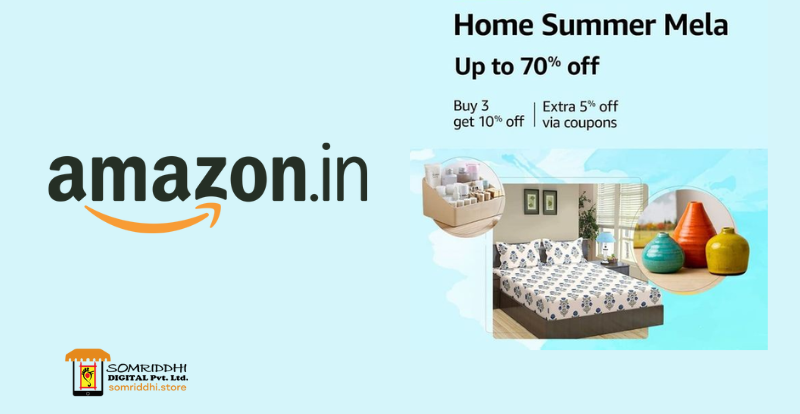 amazon.in
Home Summer Mela
Up to 70% off
Buy 3
get 10% off
Extra 5% off
via coupons
SOMRIDDHI
DIGITAL Pvt. Ltd.
somriddhi.store